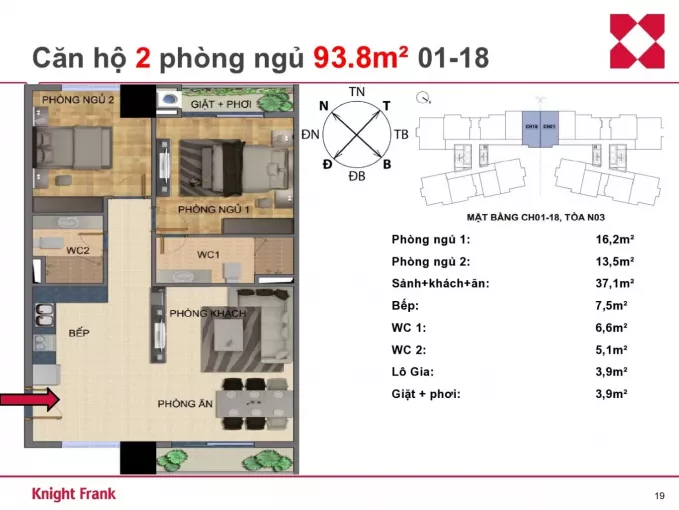 Căn hộ 2 phòng ngủ 93.8m² 01-18
PHÒNG NGỦ 2
GIẶT + PHƠI
PHÒNG NGỦ 1
WC2
WC1
BẾP
PHÒNG KHÁCH
PHÒNG ĂN
TN
N
T
ĐN
TB
Đ
B
ĐB
CH18
CH01
MẶT BẰNG CH01-18, TÒA N03
Phòng ngủ 1: 16,2m²
Phòng ngủ 2: 13,5m²
Sảnh+khách+ăn: 37,1m²
Bếp: 7,5m²
WC 1: 6,6m²
WC 2: 5,1m²
Lô Gia: 3,9m²
Giặt + phơi: 3,9m²
Knight Frank
19